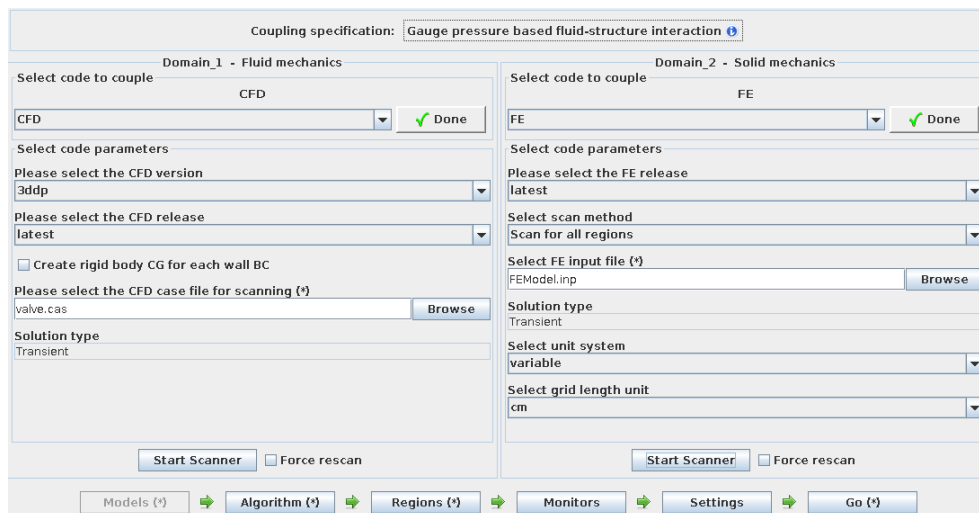 Coupling specification: Gauge pressure based fluid-structure interaction
Domain_1 - Fluid mechanics
Select code to couple
CFD
CFD
Done
Select code parameters
Please select the CFD version
3ddp
Please select the CFD release
latest
Create rigid body CG for each wall BC
Please select the CFD case file for scanning (*)
valve.cas
Browse
Solution type
Transient
Start Scanner
Force rescan
Domain_2 - Solid mechanics
Select code to couple
FE
FE
Done
Select code parameters
Please select the FE release
latest
Select scan method
Scan for all regions
Select FE input file (*)
FEModel.inp
Browse
Solution type
Transient
Select unit system
variable
Select grid length unit
cm
Start Scanner
Force rescan
Models (*)
Algorithm (*)
Regions (*)
Monitors
Settings
Go (*)